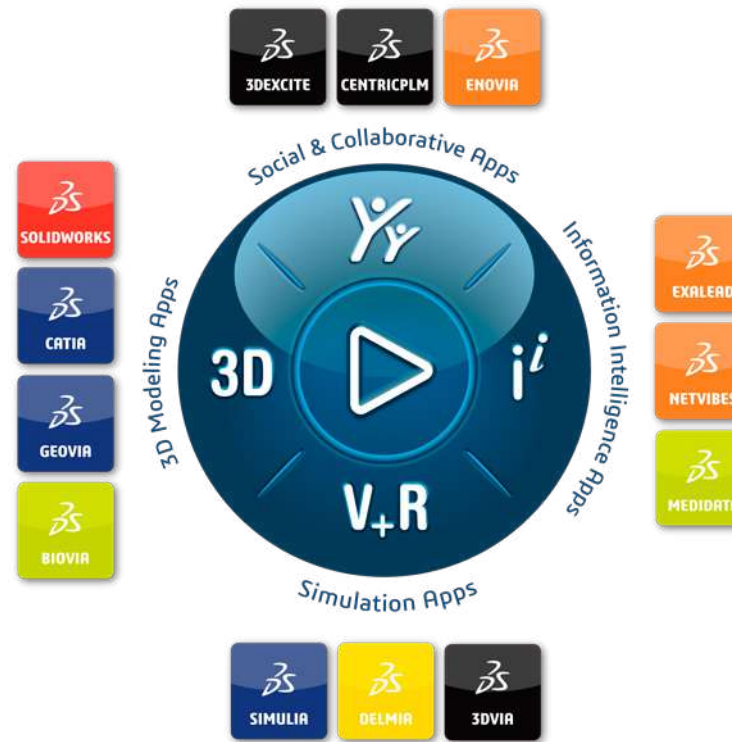 3DEXCITE
CENTRICPLM
ENOVIA
Social & Collaborative Apps
SOLIDWORKS
CATIA
GEOVIA
BIOVIA
3D Modeling Apps
3D
i i
V+R
Information Intelligence Apps
EXALEAD
NETVIBES
MEDIDATA
Simulation Apps
SIMULIA
DELMIA
3DVIA